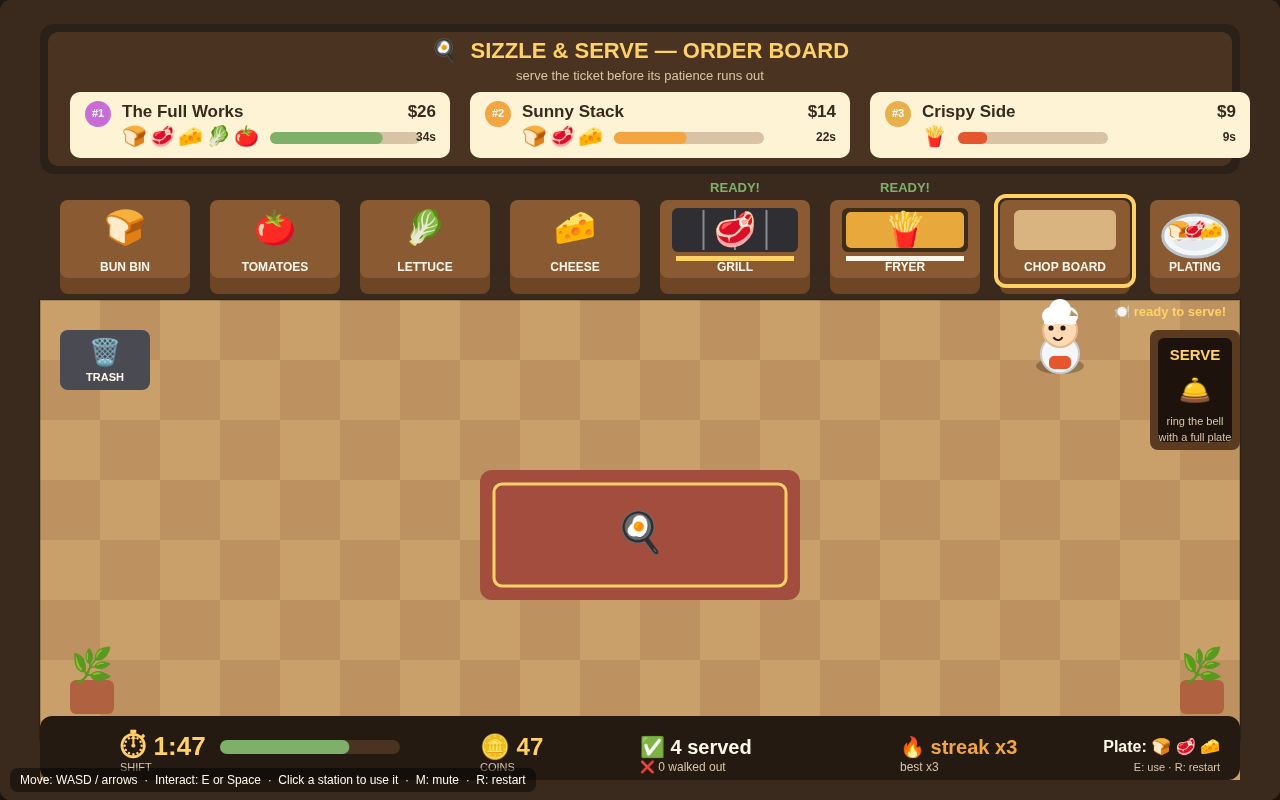 SIZZLE & SERVE — ORDER BOARD
serve the ticket before its patience runs out
#1 The Full Works $26
34s
#2 Sunny Stack $14
22s
#3 Crispy Side $9
9s
READY!
READY!
BUN BIN
TOMATOES
LETTUCE
CHEESE
GRILL
FRYER
CHOP BOARD
PLATING
ready to serve!
TRASH
SERVE
ring the bell
with a full plate
1:47
SHIFT
47
COINS
4 served
0 walked out
streak x3
best x3
Plate:
E: use · R: restart
Move: WASD / arrows · Interact: E or Space · Click a station to use it · M: mute · R: restart